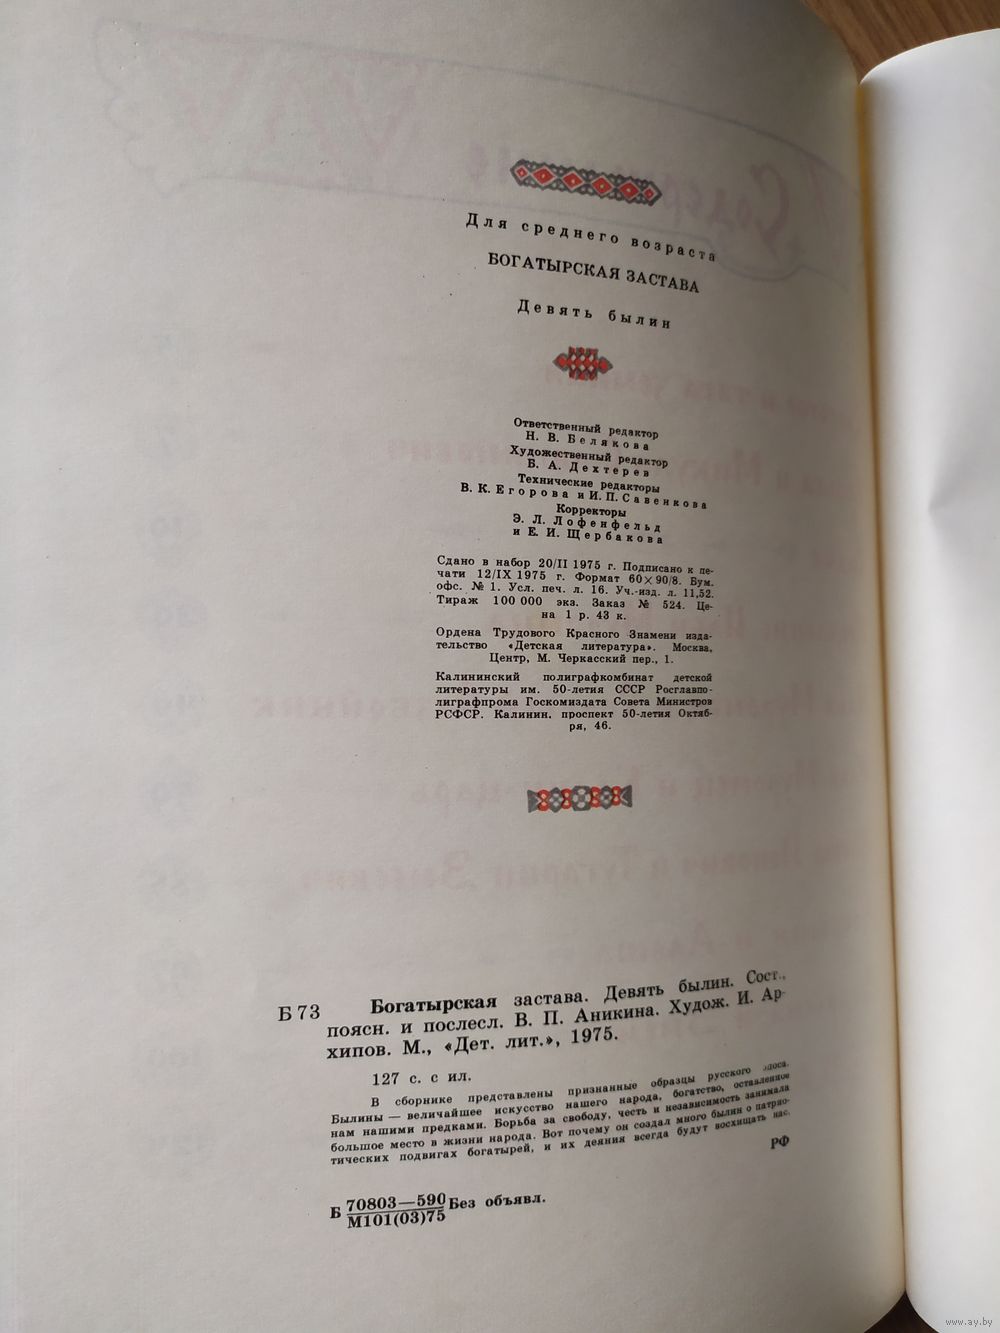 Для среднего возраста
БОГАТЫРСКАЯ ЗАСТАВА
Девять былин
Ответственный редактор
Н. В. Белякова
Художественный редактор
Б. А. Дехтерев
Технические редакторы
В. К. Егорова и И. П. Савенкова
Корректоры
Э. Л. Лофенфельд
и Е. И. Щербакова
Сдано в набор 20/II 1975 г. Подписано к пе-
чати 12/IX 1975 г. Формат 60×90/8. Бум.
офс. № 1. Усл. печ. л. 16. Уч.-изд. л. 11,52.
Тираж 100 000 экз. Заказ № 524. Це-
на 1 р. 43 к.
Ордена Трудового Красного Знамени изда-
тельство «Детская литература». Москва,
Центр, М. Черкасский пер., 1.
Калининский полиграфкомбинат детской
литературы им. 50-летия СССР Росглавпо-
лиграфпрома Госкомиздата Совета Министров
РСФСР. Калинин, проспект 50-летия Октяб-
ря, 46.
Богатырская застава. Девять былин. Сост.,
Б 73 поясн. и послесл. В. П. Аникина. Худож. И. Ар-
хипов. М., «Дет. лит.», 1975.
127 с. с ил.
В сборнике представлены признанные образцы русского эпоса.
Былины — величайшее искусство нашего народа, богатство, оставленное
нам нашими предками. Борьба за свободу, честь и независимость занимала
большое место в жизни народа. Вот почему он создал много былин о патрио-
тических подвигах богатырей, и их деяния всегда будут восхищать нас.
РФ
Б 70803—590 Без объявл.
М101(03)75
www.ay.by